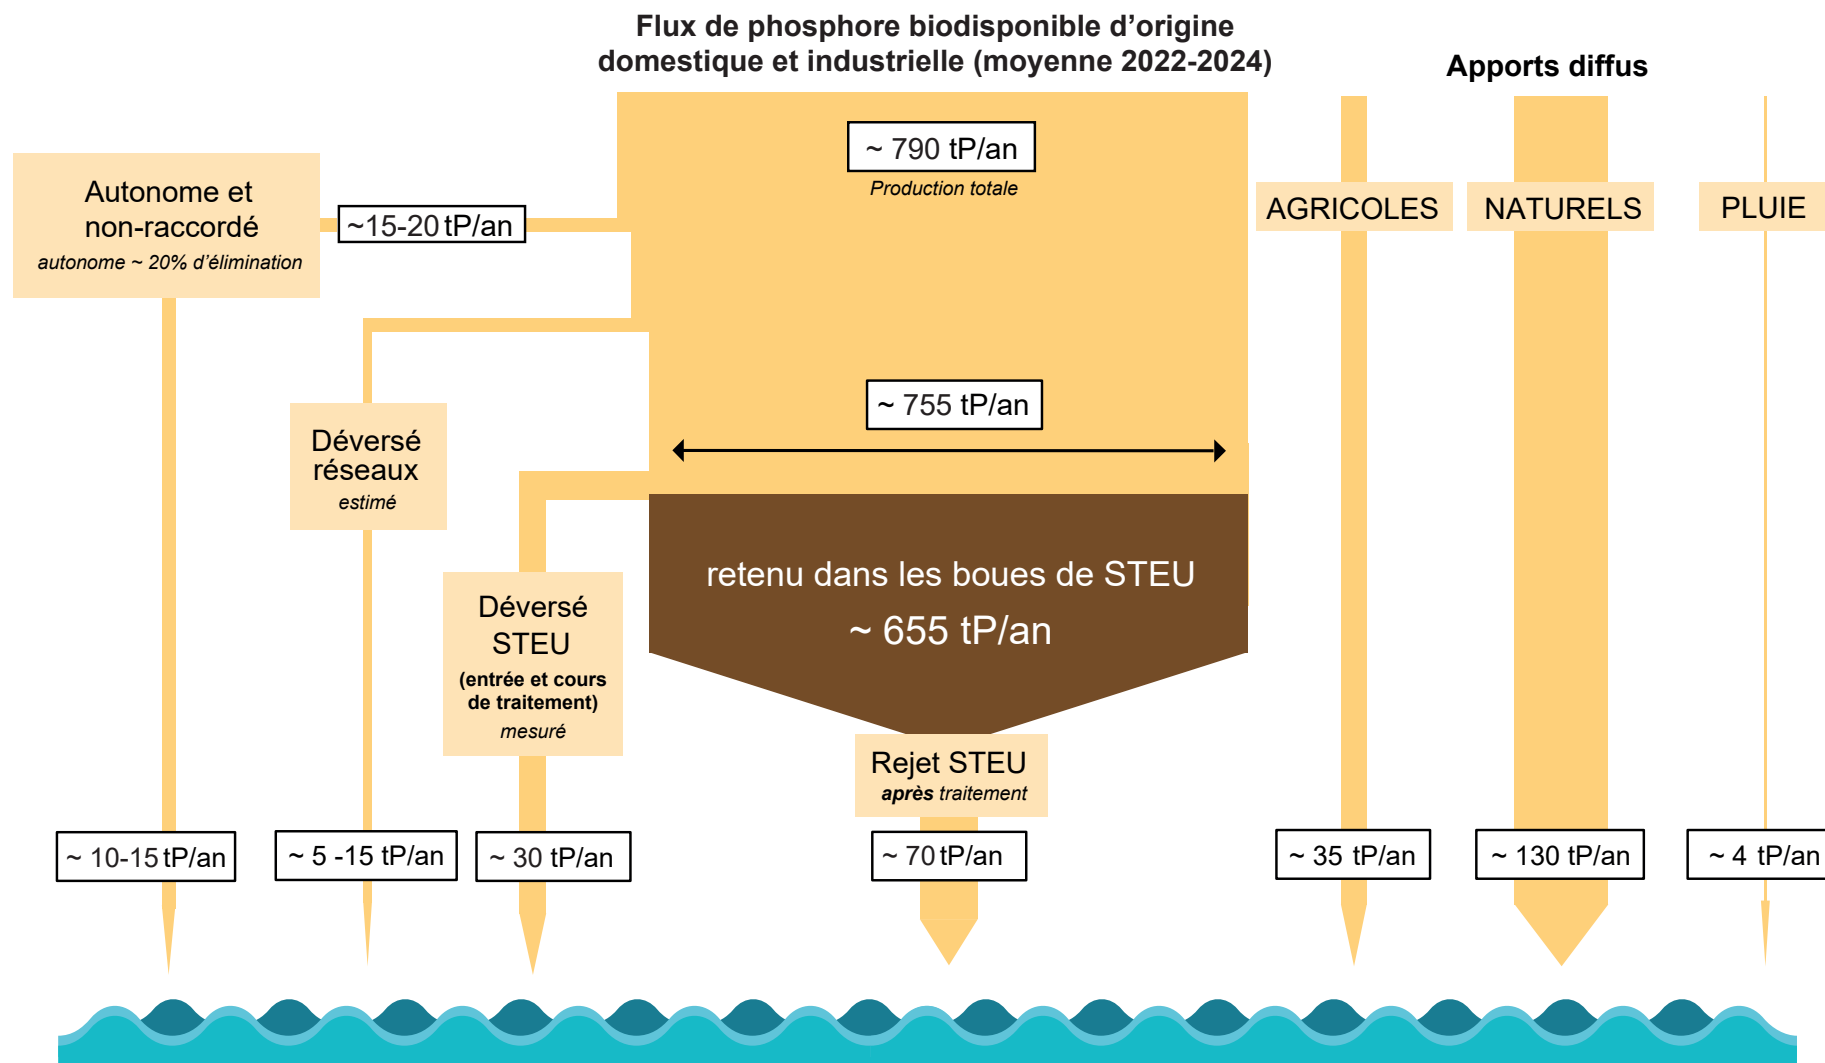 Flux de phosphore biodisponible d'origine
domestique et industrielle (moyenne 2022-2024)
Apports diffus
~ 790 tP/an
Production totale
Autonome et
non-raccordé
autonome ~ 20% d'élimination
~15-20 tP/an
AGRICOLES
NATURELS
PLUIE
~ 755 tP/an
Déversé
réseaux
estimé
retenu dans les boues de STEU
~ 655 tP/an
Déversé
STEU
(entrée et cours
de traitement)
mesuré
Rejet STEU
après traitement
~ 10-15 tP/an
~ 5 -15 tP/an
~ 30 tP/an
~ 70 tP/an
~ 35 tP/an
~ 130 tP/an
~ 4 tP/an